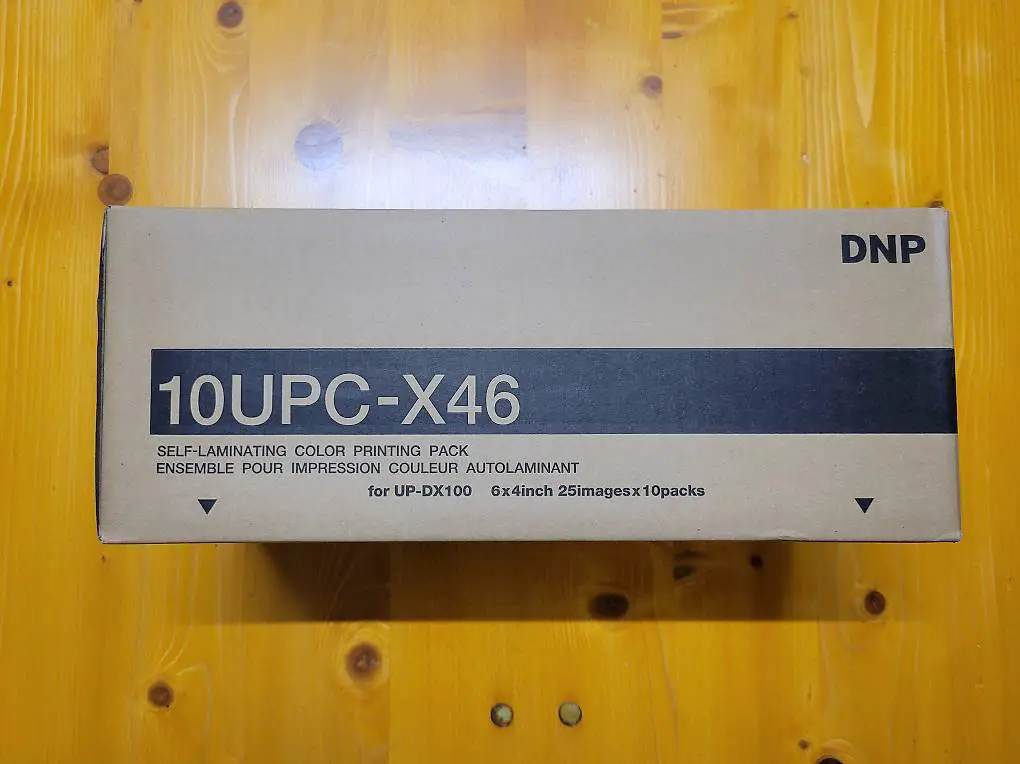 DNP
10UPC-X46
SELF-LAMINATING COLOR PRINTING PACK
ENSEMBLE POUR IMPRESSION COULEUR AUTOLAMINANT
for UP-DX100 6x4inch 25imagesx10packs